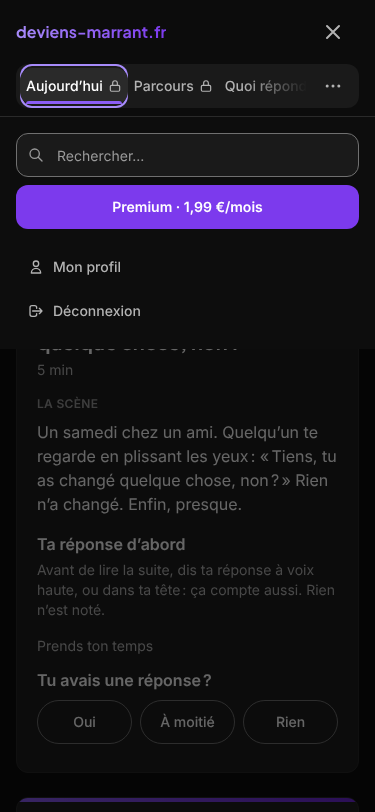 deviens-marrant.fr
Aujourd'hui Parcours Quoi répond
Rechercher...
Premium · 1,99 €/mois
Mon profil
Déconnexion
5 min
LA SCÈNE
Un samedi chez un ami. Quelqu'un te
regarde en plissant les yeux : « Tiens, tu
as changé quelque chose, non ? » Rien
n'a changé. Enfin, presque.
Ta réponse d'abord
Avant de lire la suite, dis ta réponse à voix
haute, ou dans ta tête : ça compte aussi. Rien
n'est noté.
Prends ton temps
Tu avais une réponse ?
Oui
À moitié
Rien